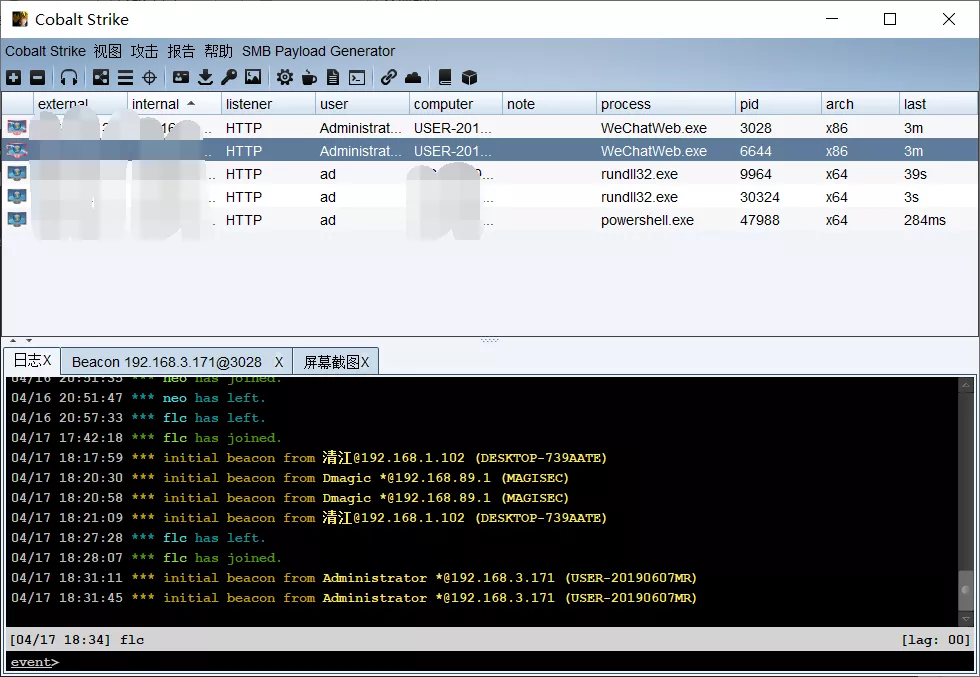 Cobalt Strike
Cobalt Strike 视图 攻击 报告 帮助 SMB Payload Generator
external internal listener user computer note process pid arch last
HTTP Administrat... USER-201... WeChatWeb.exe 3028 x86 3m
HTTP Administrat... USER-201... WeChatWeb.exe 6644 x86 3m
HTTP ad rundll32.exe 9964 x64 39s
HTTP ad ... rundll32.exe 30324 x64 3s
HTTP ad ... powershell.exe 47988 x64 284ms
日志X Beacon 192.168.3.171@3028 X 屏幕截图X
04/16 20:51:35 *** neo has joined.
04/16 20:51:47 *** neo has left.
04/16 20:57:33 *** flc has left.
04/17 17:42:18 *** flc has joined.
04/17 18:17:59 *** initial beacon from 清江@192.168.1.102 (DESKTOP-739AATE)
04/17 18:20:30 *** initial beacon from Dmagic *@192.168.89.1 (MAGISEC)
04/17 18:20:58 *** initial beacon from Dmagic *@192.168.89.1 (MAGISEC)
04/17 18:21:09 *** initial beacon from 清江@192.168.1.102 (DESKTOP-739AATE)
04/17 18:27:28 *** flc has left.
04/17 18:28:07 *** flc has joined.
04/17 18:31:11 *** initial beacon from Administrator *@192.168.3.171 (USER-20190607MR)
04/17 18:31:45 *** initial beacon from Administrator *@192.168.3.171 (USER-20190607MR)
[04/17 18:34] flc [lag: 00]
event>